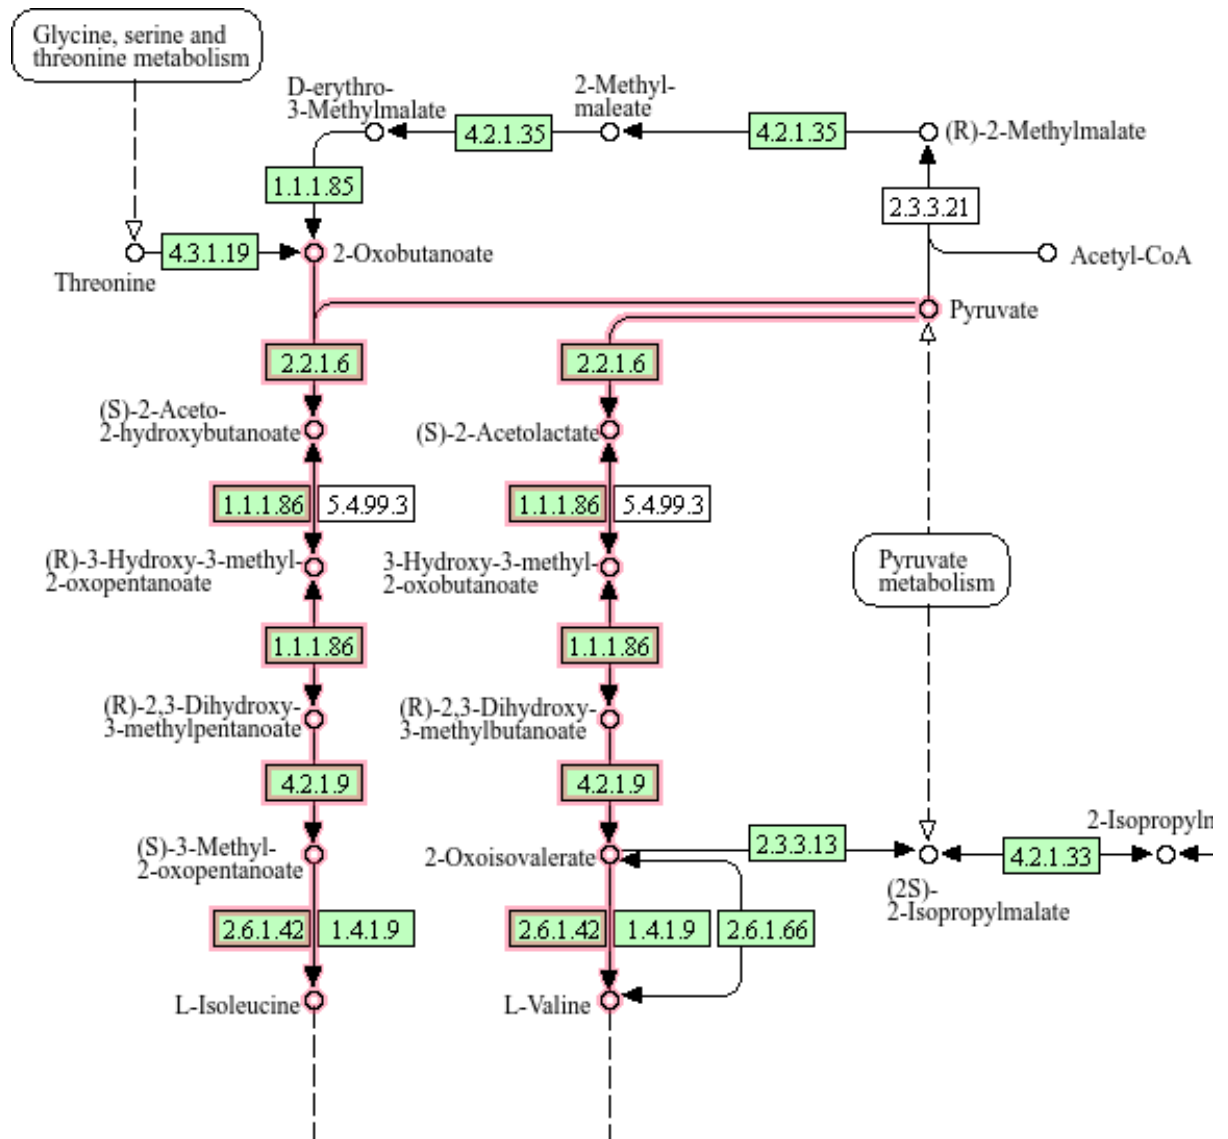 Glycine, serine and
threonine metabolism
D-erythro-
3-Methylmalate
2-Methyl-
maleate
4.2.1.35
4.2.1.35
(R)-2-Methylmalate
1.1.1.85
2.3.3.21
4.3.1.19
2-Oxobutanoate
Acetyl-CoA
Threonine
Pyruvate
2.2.1.6
2.2.1.6
(S)-2-Aceto-
2-hydroxybutanoate
(S)-2-Acetolactate
1.1.1.86
5.4.99.3
1.1.1.86
5.4.99.3
(R)-3-Hydroxy-3-methyl-
2-oxopentanoate
3-Hydroxy-3-methyl-
2-oxobutanoate
Pyruvate
metabolism
1.1.1.86
1.1.1.86
(R)-2,3-Dihydroxy-
3-methylpentanoate
(R)-2,3-Dihydroxy-
3-methylbutanoate
4.2.1.9
4.2.1.9
(S)-3-Methyl-
2-oxopentanoate
2-Oxoisovalerate
2.3.3.13
4.2.1.33
2-Isopropyln
(2S)-
2-Isopropylmalate
2.6.1.42
1.4.1.9
2.6.1.42
1.4.1.9
2.6.1.66
L-Isoleucine
L-Valine